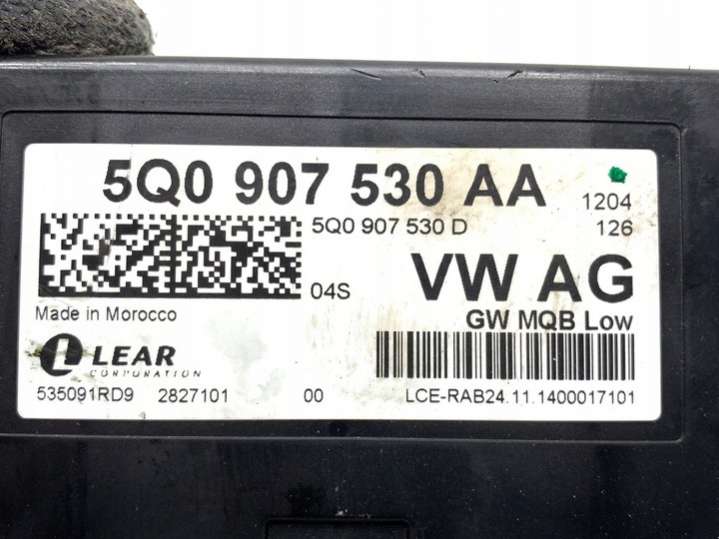 5Q0 907 530 AA
1204
5Q0 907 530 D
126
04S
VW AG
Made in Morocco
GW MQB Low
LEAR
CORPORATION
535091RD9 2827101 00
LCE-RAB24.11.1400017101